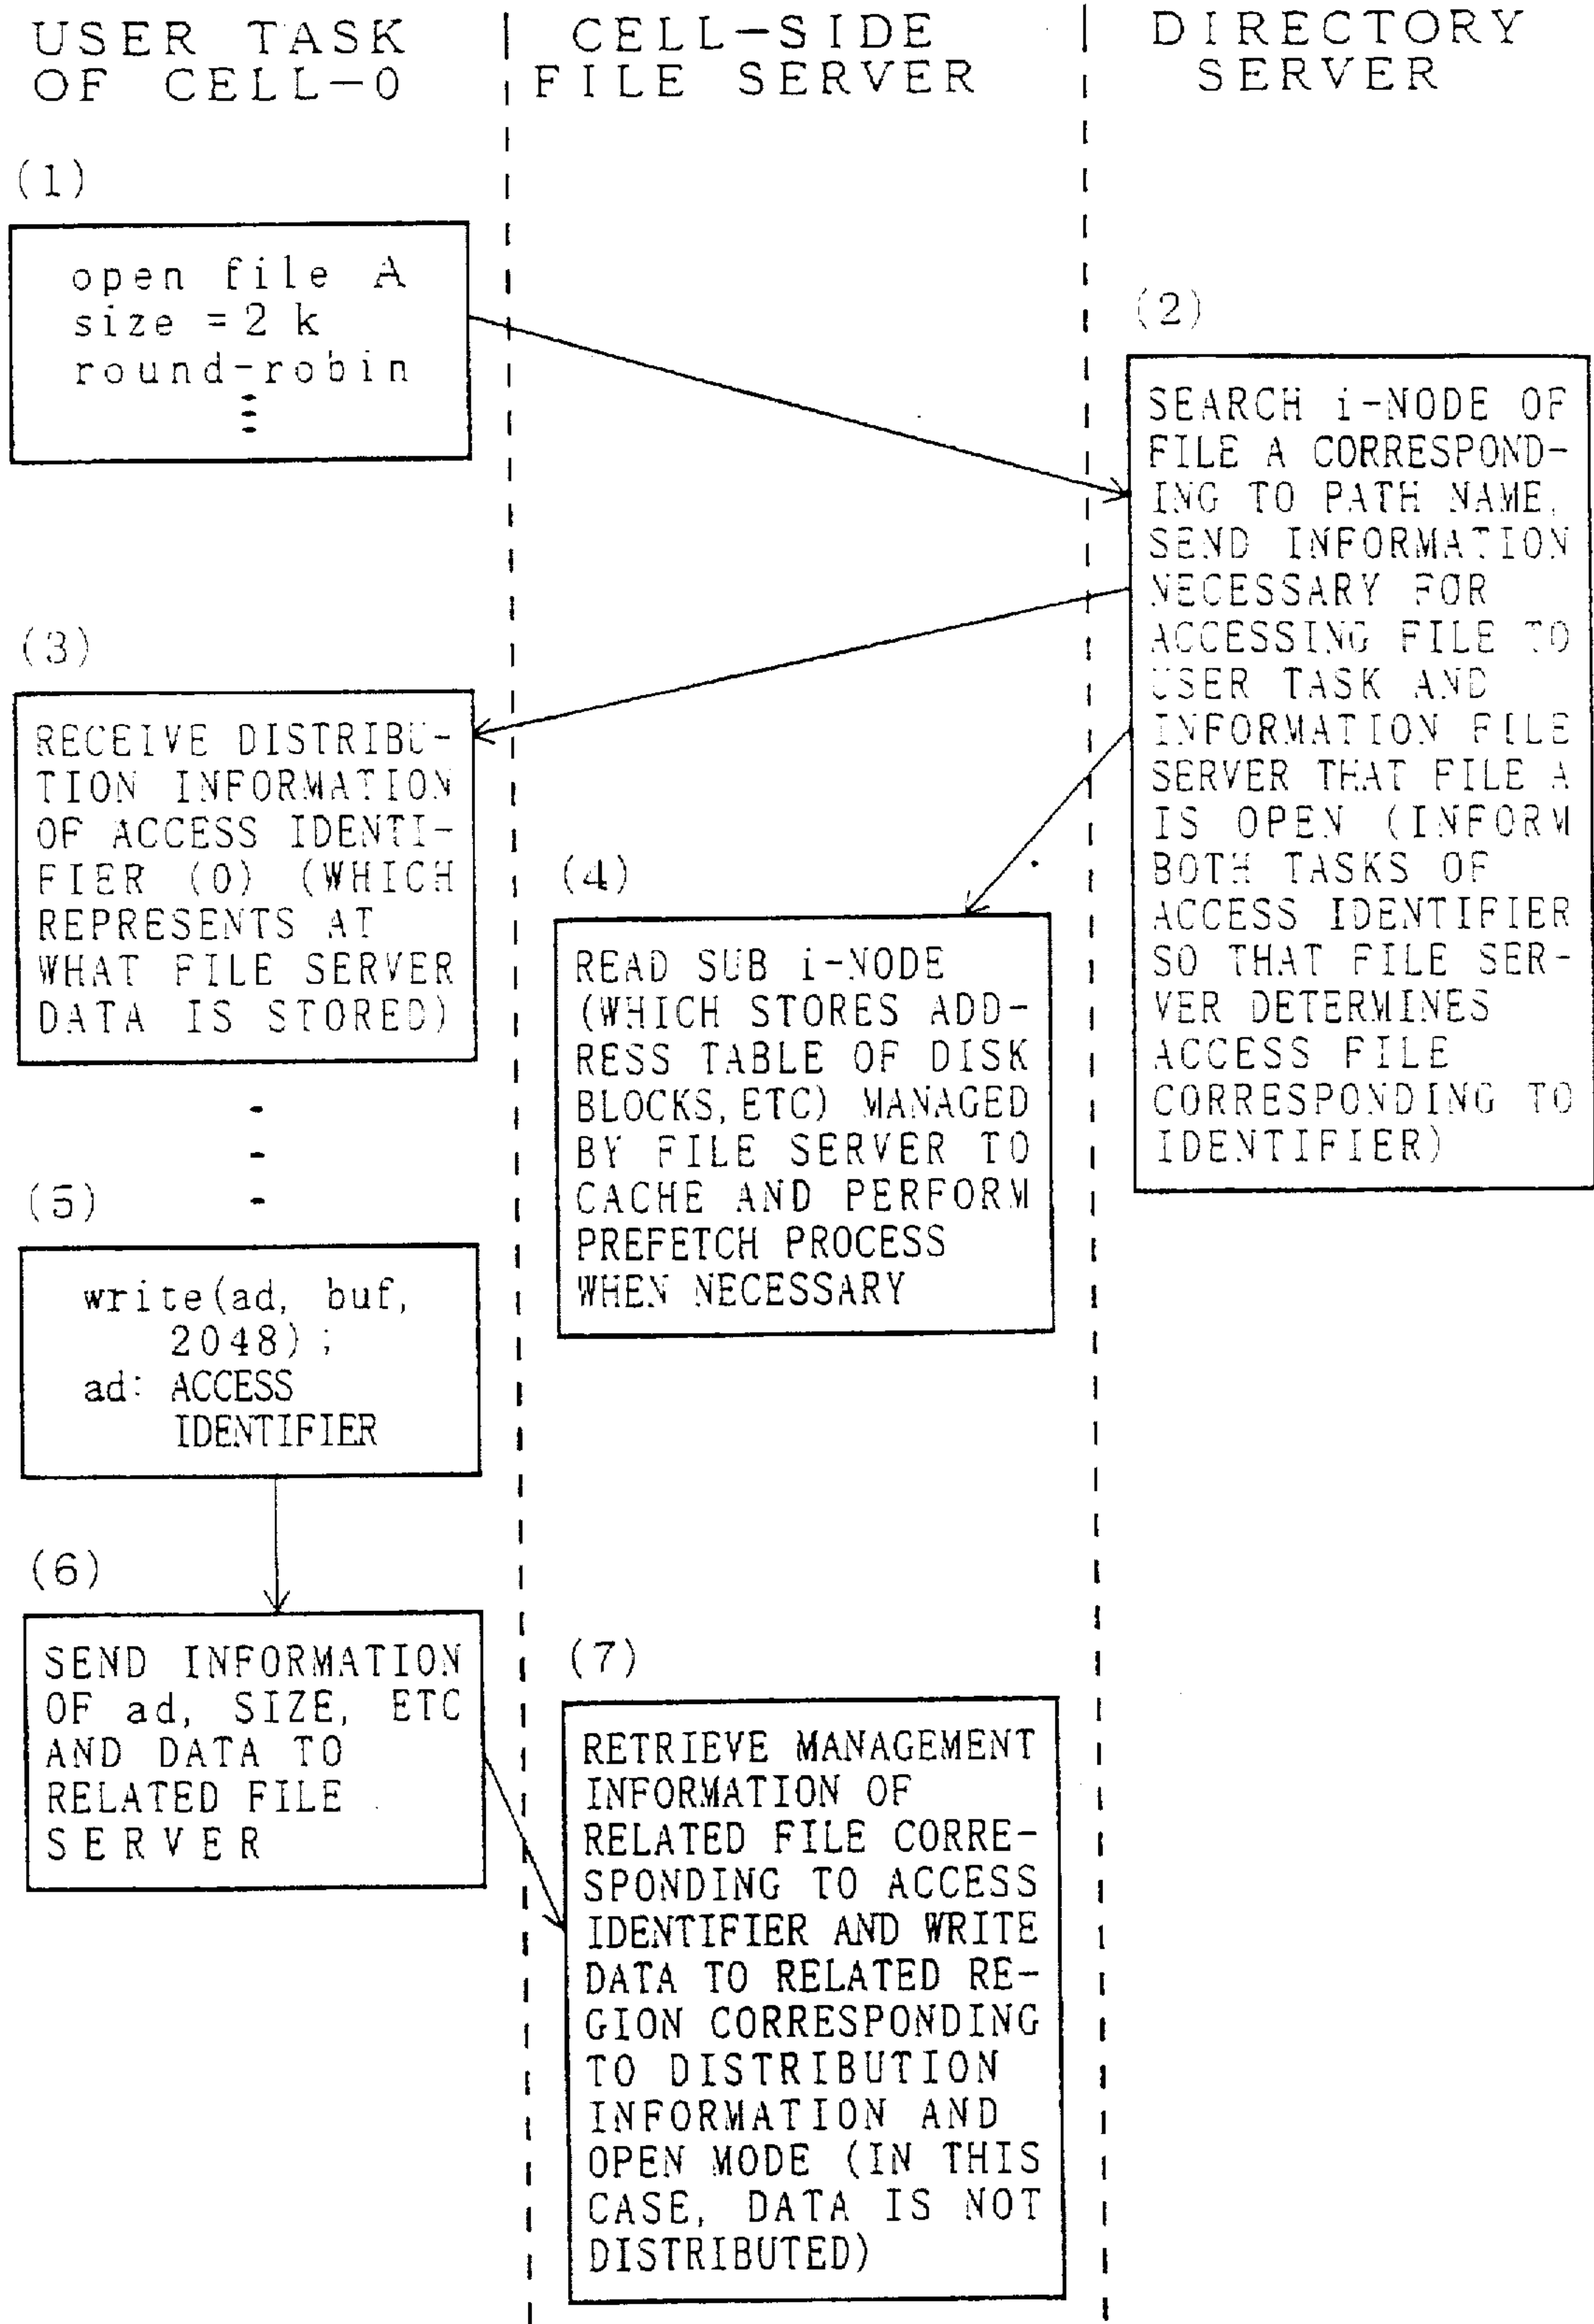 USER TASK
OF CELL-0
CELL-SIDE
FILE SERVER
DIRECTORY
SERVER
(1)
open file A
size = 2 k
round-robin
(2)
SEARCH i-NODE OF
FILE A CORRESPOND-
ING TO PATH NAME,
SEND INFORMATION
NECESSARY FOR
ACCESSING FILE TO
USER TASK AND
INFORMATION FILE
SERVER THAT FILE A
IS OPEN (INFORM
BOTH TASKS OF
ACCESS IDENTIFIER
SO THAT FILE SER-
VER DETERMINES
ACCESS FILE
CORRESPONDING TO
IDENTIFIER)
(3)
RECEIVE DISTRIBU-
TION INFORMATION
OF ACCESS IDENTI-
FIER (0) (WHICH
REPRESENTS AT
WHAT FILE SERVER
DATA IS STORED)
(4)
READ SUB i-NODE
(WHICH STORES ADD-
RESS TABLE OF DISK
BLOCKS, ETC) MANAGED
BY FILE SERVER TO
CACHE AND PERFORM
PREFETCH PROCESS
WHEN NECESSARY
(5)
write(ad, buf,
2048);
ad: ACCESS
IDENTIFIER
(6)
SEND INFORMATION
OF ad, SIZE, ETC
AND DATA TO
RELATED FILE
SERVER
(7)
RETRIEVE MANAGEMENT
INFORMATION OF
RELATED FILE CORRE-
SPONDING TO ACCESS
IDENTIFIER AND WRITE
DATA TO RELATED RE-
GION CORRESPONDING
TO DISTRIBUTION
INFORMATION AND
OPEN MODE (IN THIS
CASE, DATA IS NOT
DISTRIBUTED)